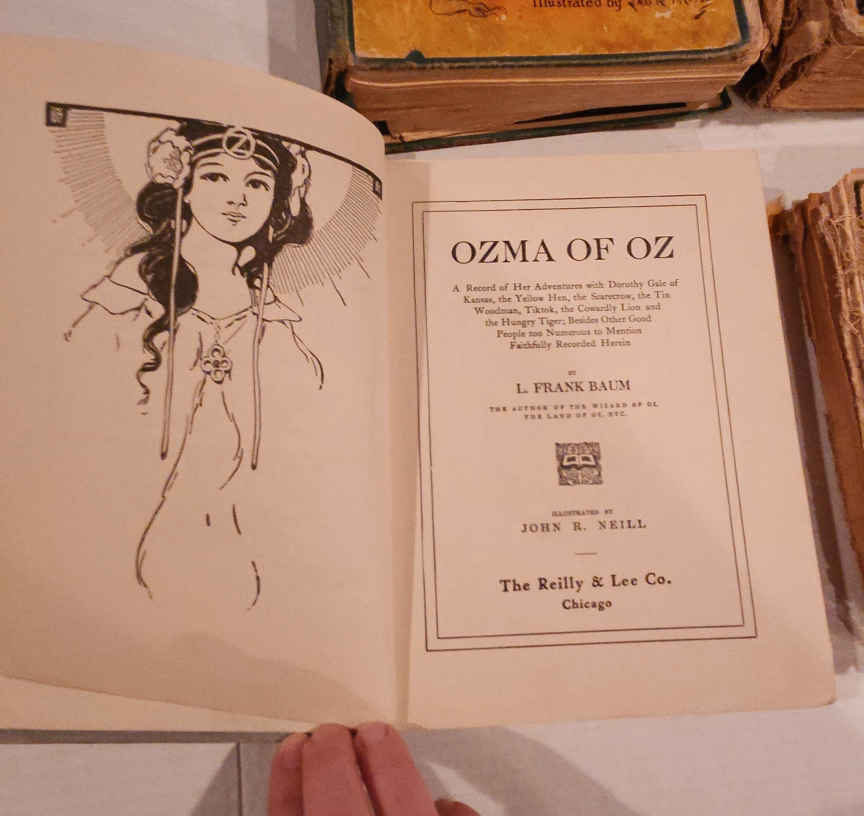 Illustrated by
OZMA OF OZ
A Record of Her Adventures with Dorothy Gale of
Kansas, the Yellow Hen, the Scarecrow, the Tin
Woodman, Tiktok, the Cowardly Lion and
the Hungry Tiger; Besides Other Good
People too Numerous to Mention
Faithfully Recorded Herein
BY
L. FRANK BAUM
THE AUTHOR OF THE WIZARD OF OZ,
THE LAND OF OZ, ETC.
ILLUSTRATED BY
JOHN R. NEILL
The Reilly & Lee Co.
Chicago
OZ